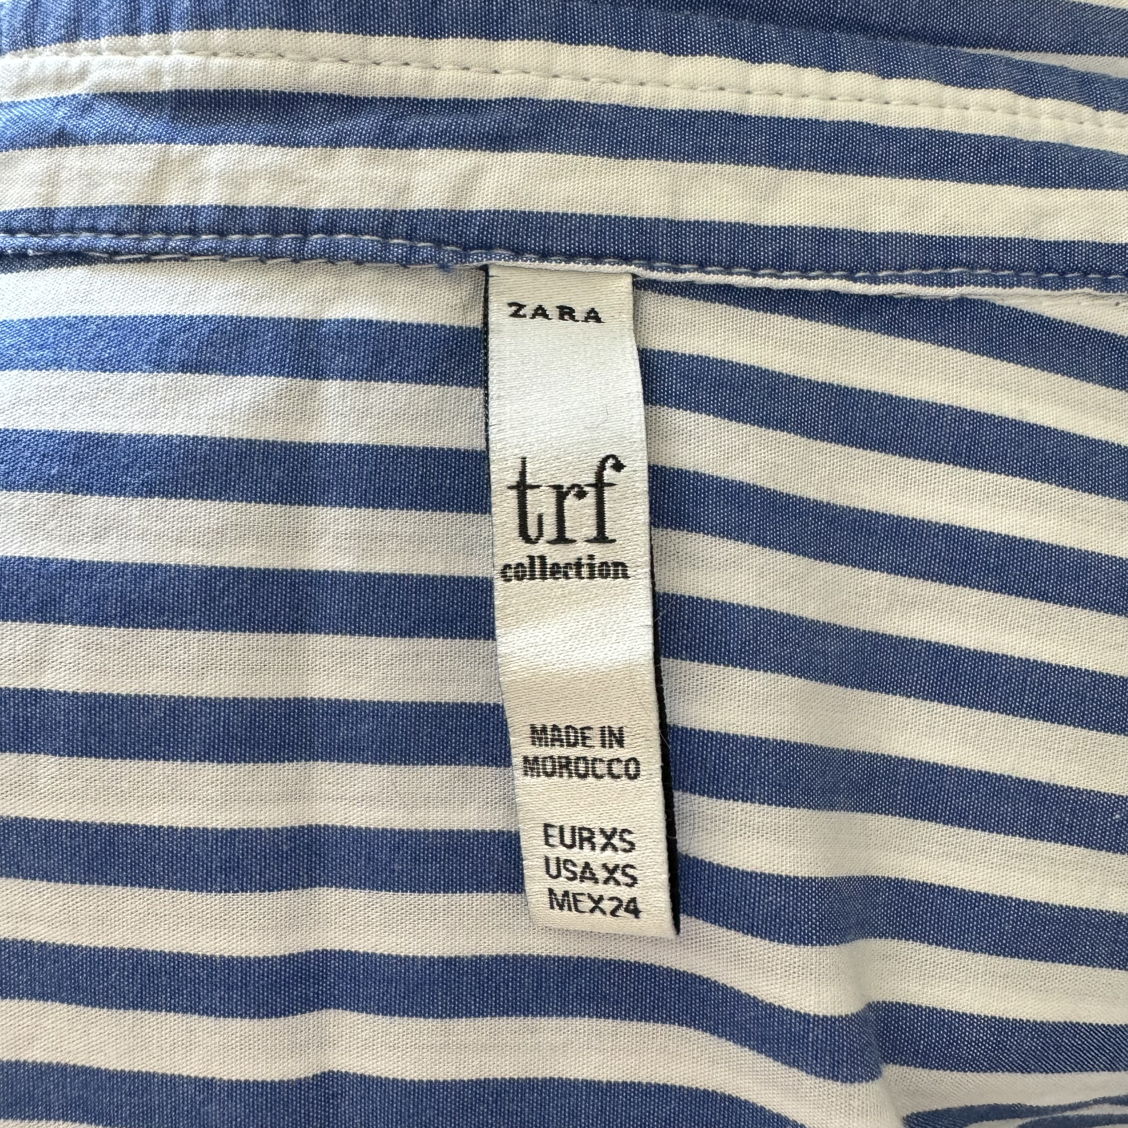 ZARA
trf
collection
MADE IN
MOROCCO
EUR XS
USA XS
MEX 24